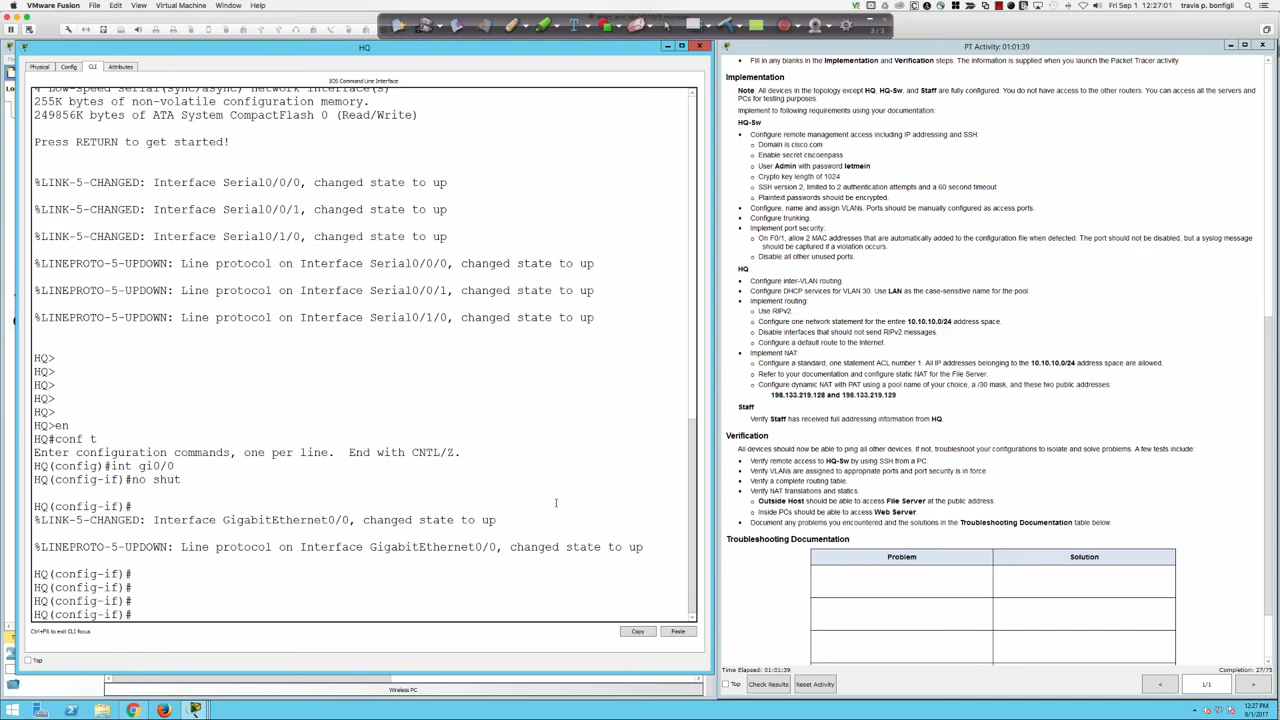 VMware Fusion File Edit View Virtual Machine Window Help
Fri Sep 1 12:27:01 travis p. bonfigli
3 / 3
HQ
Physical Config CLI Attributes
IOS Command Line Interface
4 Low-speed serial(sync/async) network interface(s)
255K bytes of non-volatile configuration memory.
249856K bytes of ATA System CompactFlash 0 (Read/Write)
Press RETURN to get started!
%LINK-5-CHANGED: Interface Serial0/0/0, changed state to up
%LINK-5-CHANGED: Interface Serial0/0/1, changed state to up
%LINK-5-CHANGED: Interface Serial0/1/0, changed state to up
%LINEPROTO-5-UPDOWN: Line protocol on Interface Serial0/0/0, changed state to up
%LINEPROTO-5-UPDOWN: Line protocol on Interface Serial0/0/1, changed state to up
%LINEPROTO-5-UPDOWN: Line protocol on Interface Serial0/1/0, changed state to up
HQ>
HQ>
HQ>
HQ>
HQ>
HQ>en
HQ#conf t
Enter configuration commands, one per line.  End with CNTL/Z.
HQ(config)#int gi0/0
HQ(config-if)#no shut
HQ(config-if)#
%LINK-5-CHANGED: Interface GigabitEthernet0/0, changed state to up
%LINEPROTO-5-UPDOWN: Line protocol on Interface GigabitEthernet0/0, changed state to up
HQ(config-if)#
HQ(config-if)#
HQ(config-if)#
HQ(config-if)#
Ctrl+F6 to exit CLI focus
Copy Paste
Top
Wireless PC
PT Activity: 01:01:39
• Fill in any blanks in the Implementation and Verification steps. The information is supplied when you launch the Packet Tracer activity
Implementation
Note: All devices in the topology except HQ, HQ-Sw, and Staff are fully configured. You do not have access to the other routers. You can access all the servers and
PCs for testing purposes.
Implement to following requirements using your documentation:
HQ-Sw
• Configure remote management access including IP addressing and SSH:
o Domain is cisco.com
o Enable secret ciscoenpass
o User Admin with password letmein
o Crypto key length of 1024
o SSH version 2, limited to 2 authentication attempts and a 60 second timeout
o Plaintext passwords should be encrypted.
• Configure, name and assign VLANs. Ports should be manually configured as access ports.
• Configure trunking.
• Implement port security:
o On F0/1, allow 2 MAC addresses that are automatically added to the configuration file when detected. The port should not be disabled, but a syslog message
should be captured if a violation occurs.
o Disable all other unused ports.
HQ
• Configure inter-VLAN routing.
• Configure DHCP services for VLAN 30. Use LAN as the case-sensitive name for the pool.
• Implement routing:
o Use RIPv2.
o Configure one network statement for the entire 10.10.10.0/24 address space.
o Disable interfaces that should not send RIPv2 messages.
o Configure a default route to the Internet.
• Implement NAT:
o Configure a standard, one statement ACL number 1. All IP addresses belonging to the 10.10.10.0/24 address space are allowed.
o Refer to your documentation and configure static NAT for the File Server.
o Configure dynamic NAT with PAT using a pool name of your choice, a /30 mask, and these two public addresses:
198.133.219.128 and 198.133.219.129
Staff
Verify Staff has received full addressing information from HQ.
Verification
All devices should now be able to ping all other devices. If not, troubleshoot your configurations to isolate and solve problems. A few tests include:
• Verify remote access to HQ-Sw by using SSH from a PC.
• Verify VLANs are assigned to appropriate ports and port security is in force.
• Verify a complete routing table.
• Verify NAT translations and statics.
o Outside Host should be able to access File Server at the public address.
o Inside PCs should be able to access Web Server.
• Document any problems you encountered and the solutions in the Troubleshooting Documentation table below.
Troubleshooting Documentation
Problem Solution
Time Elapsed: 01:01:39 Completion: 27/75
Top Check Results Reset Activity < 1/1 >
12:27 PM
9/1/2017